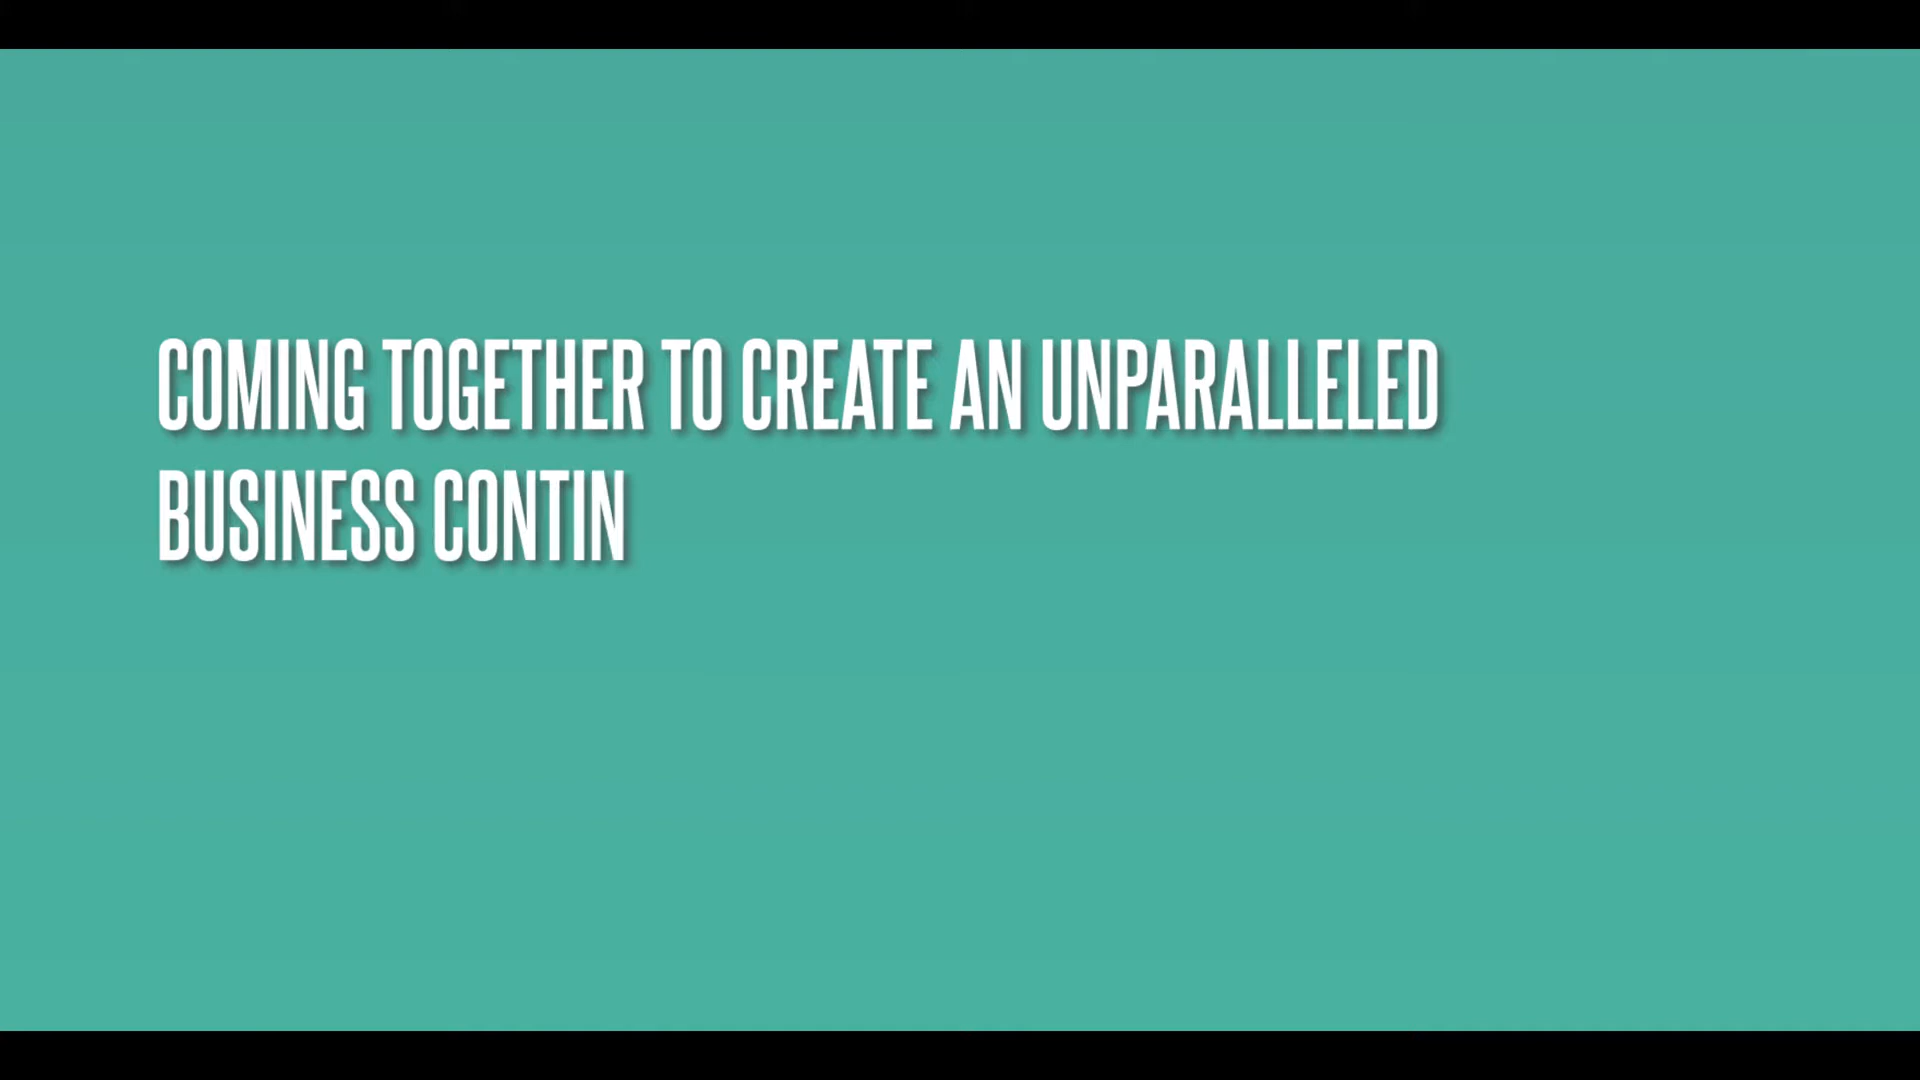 COMING TOGETHER TO CREATE AN UNPARALLELED
BUSINESS CONTIN